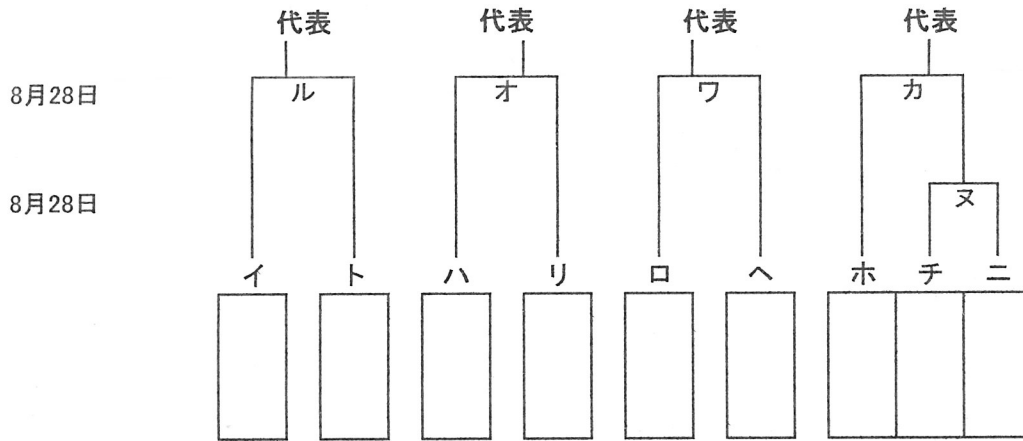 代表 代表 代表 代表
8月28日 ル オ ワ カ
8月28日 ヌ
イ ト ハ リ ロ ヘ ホ チ ニ